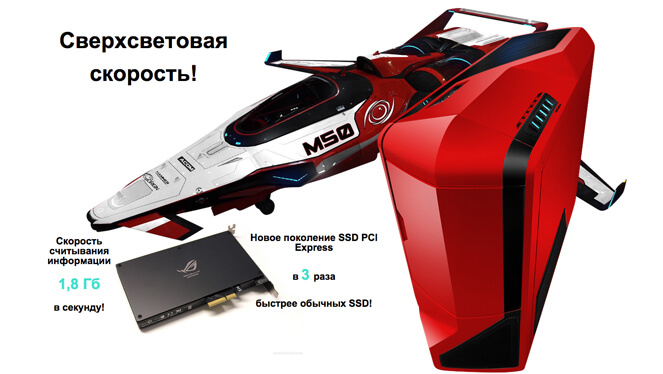 Сверхсветовая
скорость!
M50
Скорость
считывания
информации
1,8 Гб
в секунду!
Новое поколение SSD PCI
Express
в 3 раза
быстрее обычных SSD!